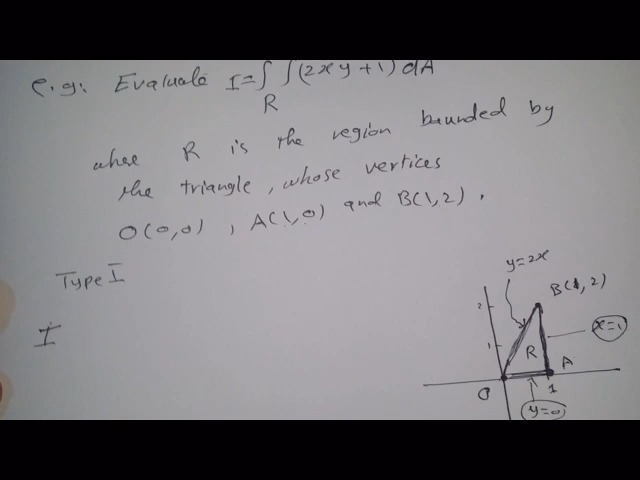 e.g: Evaluate I=∫∫(2xy+1)dA
R
where R is the region bounded by
the triangle, whose vertices
O(0,0), A(1,0) and B(1,2).
Type I
I
y=2x
B(1,2)
2
x=1
1
R
A
O
1
y=0